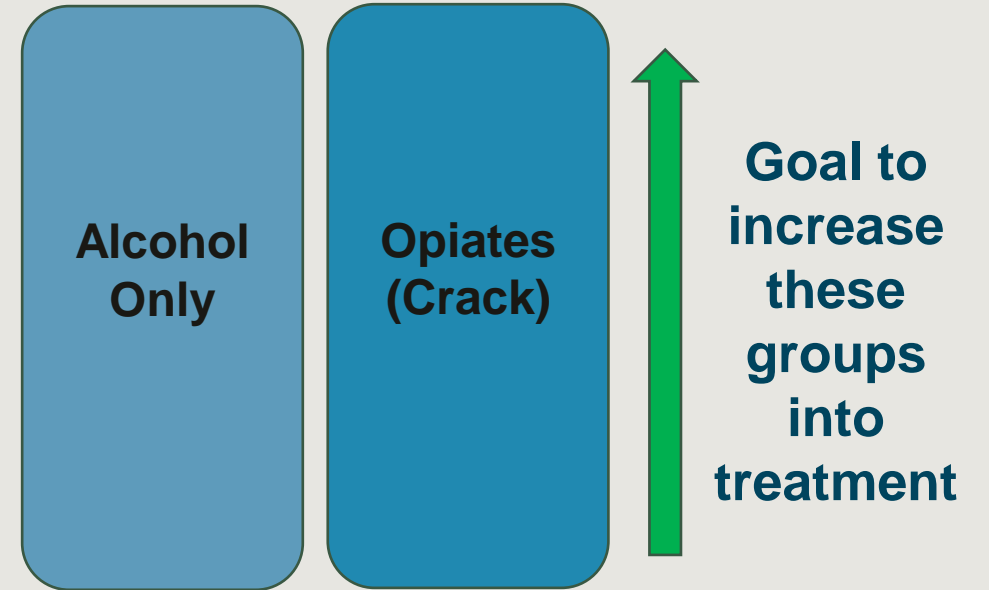 Alcohol
Only
Opiates
(Crack)
Goal to
increase
these
groups
into
treatment